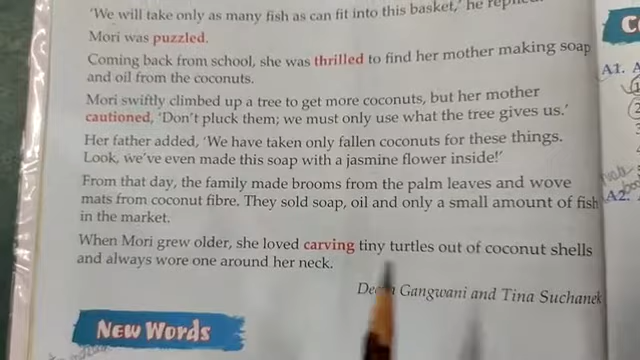 'We will take only as many fish as can fit into this basket,' he
Mori was puzzled.
Coming back from school, she was thrilled to find her mother making soap
and oil from the coconuts.
Mori swiftly climbed up a tree to get more coconuts, but her mother
cautioned, 'Don't pluck them; we must only use what the tree gives us.'
Her father added, 'We have taken only fallen coconuts for these things.
Look, we've even made this soap with a jasmine flower inside!'
From that day, the family made brooms from the palm leaves and wove
mats from coconut fibre. They sold soap, oil and only a small amount of fish
in the market.
When Mori grew older, she loved carving tiny turtles out of coconut shells
and always wore one around her neck.
Gangwani and Tina Suchanek
New Words
A1.
A2.